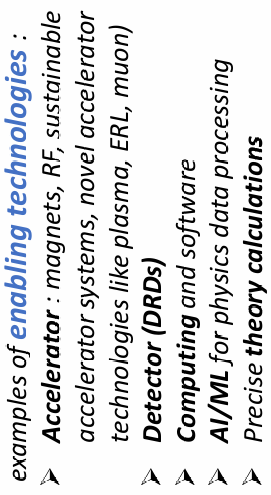 examples of enabling technologies :
➢ Accelerator : magnets, RF, sustainable
accelerator systems, novel accelerator
technologies like plasma, ERL, muon)
➢ Detector (DRDs)
➢ Computing and software
➢ AI/ML for physics data processing
➢ Precise theory calculations